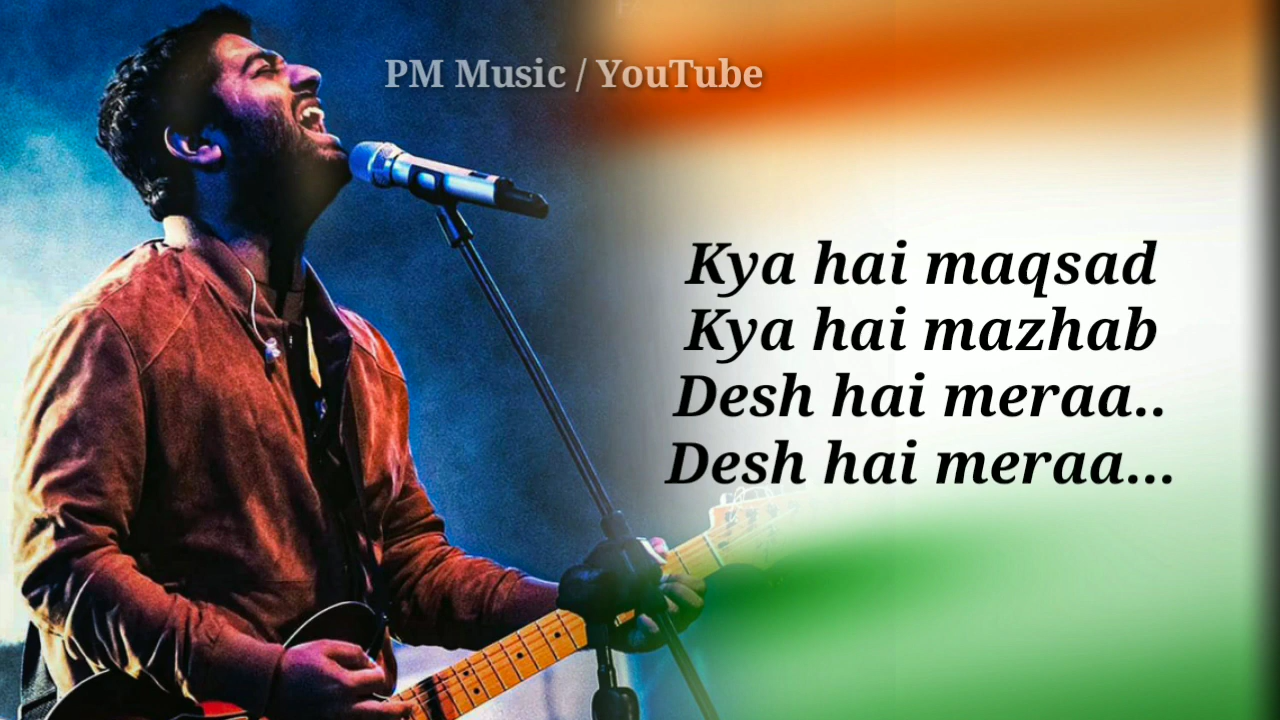 PM Music / YouTube
Kya hai maqsad
Kya hai mazhab
Desh hai meraa..
Desh hai meraa...